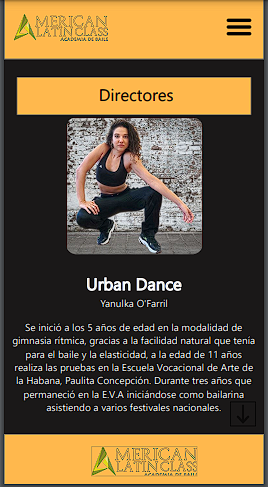 AMERICAN
LATIN CLASS
ACADEMIA DE BAILE
Directores
Urban Dance
Yanulka O'Farril
Se inició a los 5 años de edad en la modalidad de
gimnasia rítmica, gracias a la facilidad natural que tenía
para el baile y la elasticidad, a la edad de 11 años
realiza las pruebas en la Escuela Vocacional de Arte de
la Habana, Paulita Concepción. Durante tres años que
permaneció en la E.V.A iniciándose como bailarina
asistiendo a varios festivales nacionales.
AMERICAN
LATIN CLASS
ACADEMIA DE BAILE